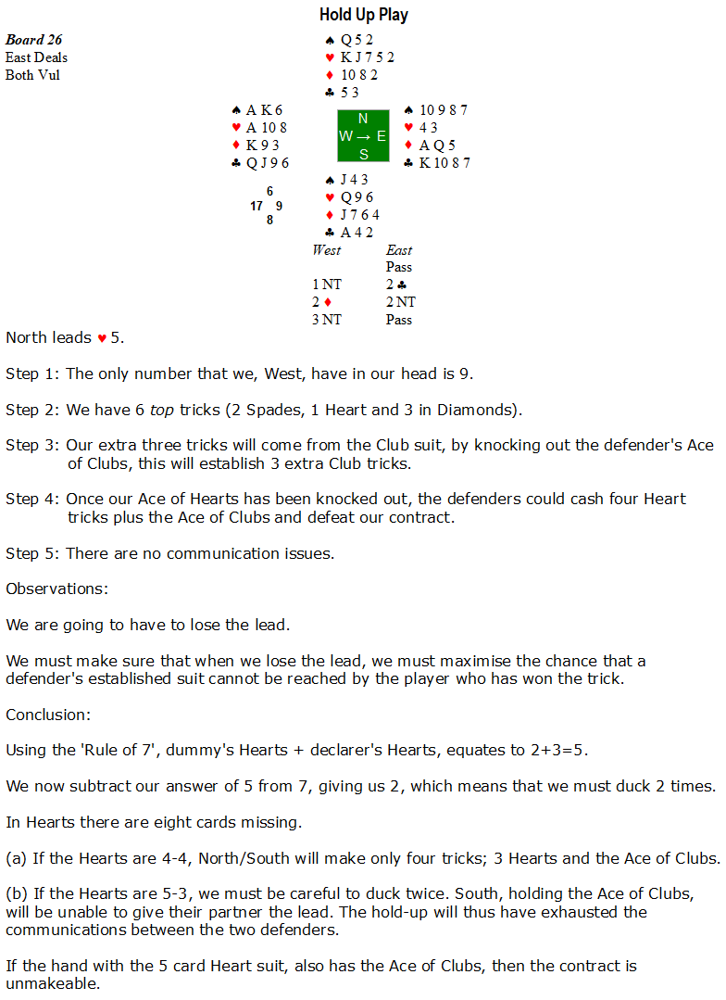 Hold Up Play
Board 26
East Deals
Both Vul
♠ Q 5 2
♥ K J 7 5 2
♦ 10 8 2
♣ 5 3
♠ A K 6
♥ A 10 8
♦ K 9 3
♣ Q J 9 6
N
W → E
S
♠ 10 9 8 7
♥ 4 3
♦ A Q 5
♣ K 10 8 7
6
17 9
8
♠ J 4 3
♥ Q 9 6
♦ J 7 6 4
♣ A 4 2
West East
Pass
1 NT 2 ♣
2 ♦ 2 NT
3 NT Pass
North leads ♥ 5.
Step 1: The only number that we, West, have in our head is 9.
Step 2: We have 6 top tricks (2 Spades, 1 Heart and 3 in Diamonds).
Step 3: Our extra three tricks will come from the Club suit, by knocking out the defender's Ace
of Clubs, this will establish 3 extra Club tricks.
Step 4: Once our Ace of Hearts has been knocked out, the defenders could cash four Heart
tricks plus the Ace of Clubs and defeat our contract.
Step 5: There are no communication issues.
Observations:
We are going to have to lose the lead.
We must make sure that when we lose the lead, we must maximise the chance that a
defender's established suit cannot be reached by the player who has won the trick.
Conclusion:
Using the 'Rule of 7', dummy's Hearts + declarer's Hearts, equates to 2+3=5.
We now subtract our answer of 5 from 7, giving us 2, which means that we must duck 2 times.
In Hearts there are eight cards missing.
(a) If the Hearts are 4-4, North/South will make only four tricks; 3 Hearts and the Ace of Clubs.
(b) If the Hearts are 5-3, we must be careful to duck twice. South, holding the Ace of Clubs,
will be unable to give their partner the lead. The hold-up will thus have exhausted the
communications between the two defenders.
If the hand with the 5 card Heart suit, also has the Ace of Clubs, then the contract is
unmakeable.